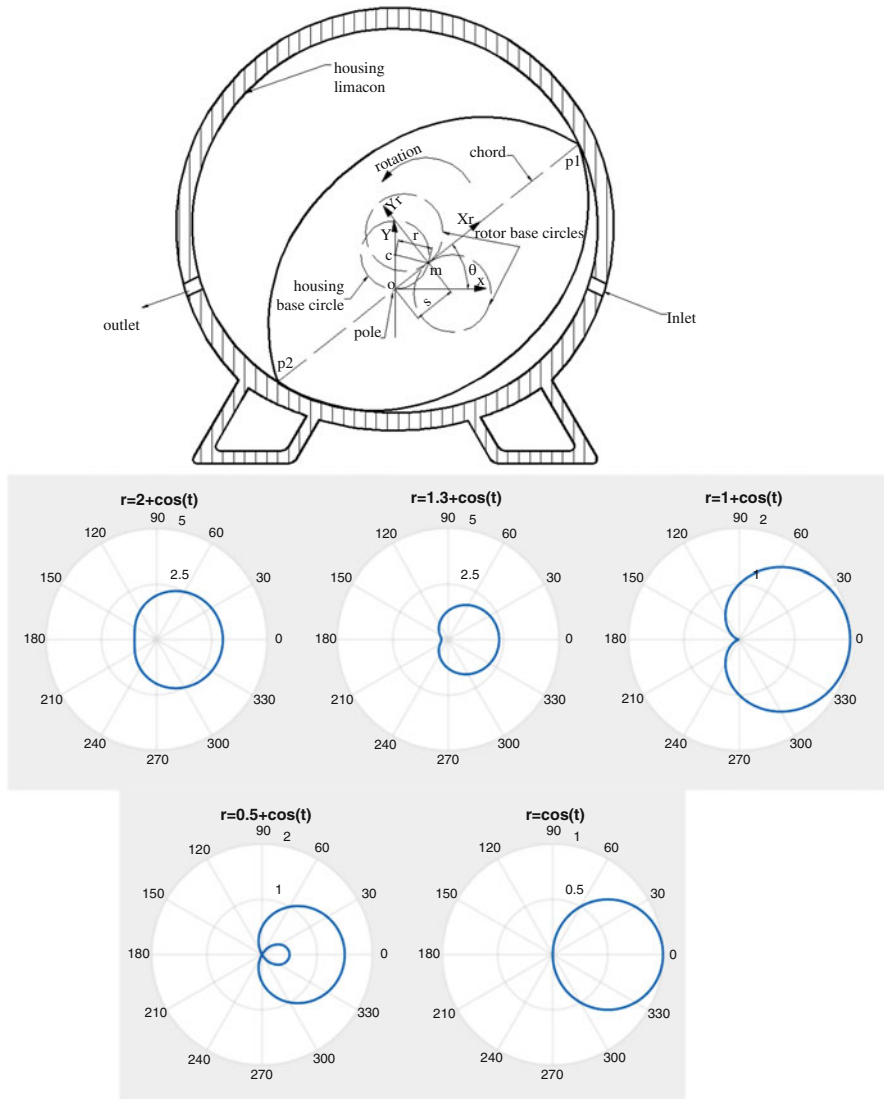 housing
limacon
rotation
chord
p1
Yr
Xr
Y
r
rotor base circles
c
m
θ
housing
base circle
o
x
s
outlet
pole
Inlet
p2
r=2+cos(t)
90 5
120 60
150 2.5 30
180 0
210 330
240 300
270
r=1.3+cos(t)
90 5
120 60
150 2.5 30
180 0
210 330
240 300
270
r=1+cos(t)
90 2
120 60
150 1 30
180 0
210 330
240 300
270
r=0.5+cos(t)
90 2
120 60
150 1 30
180 0
210 330
240 300
270
r=cos(t)
90 1
120 60
150 0.5 30
180 0
210 330
240 300
270